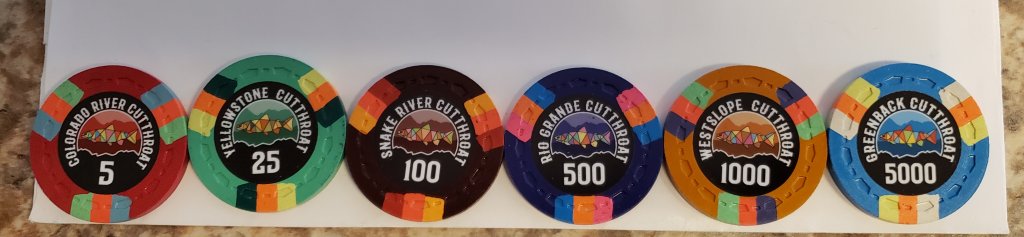 COLORADO RIVER CUTTHROAT
5
YELLOWSTONE CUTTHROAT
25
SNAKE RIVER CUTTHROAT
100
RIO GRANDE CUTTHROAT
500
WESTSLOPE CUTTHROAT
1000
GREENBACK CUTTHROAT
5000